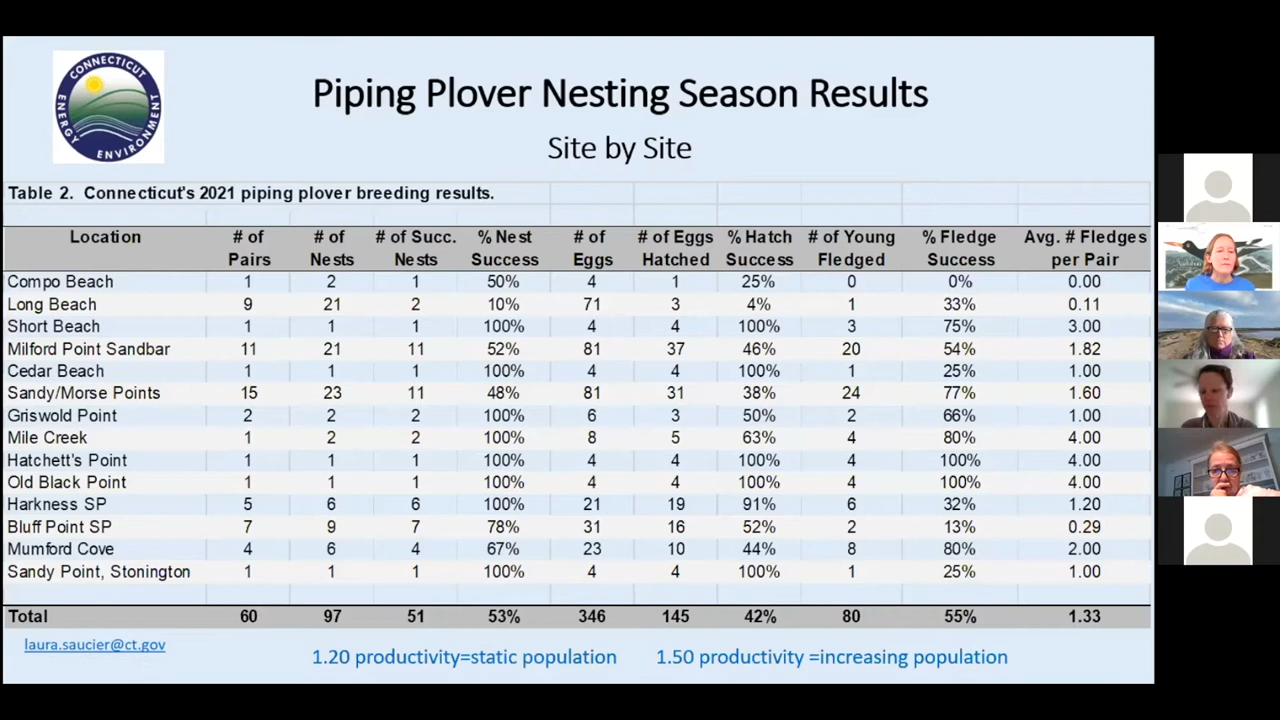 CONNECTICUT
ENERGY ENVIRONMENT
Piping Plover Nesting Season Results
Site by Site
Table 2. Connecticut's 2021 piping plover breeding results.
Location # of Pairs # of Nests # of Succ. Nests % Nest Success # of Eggs # of Eggs Hatched % Hatch Success # of Young Fledged % Fledge Success Avg. # Fledges per Pair
Compo Beach 1 2 1 50% 4 1 25% 0 0% 0.00
Long Beach 9 21 2 10% 71 3 4% 1 33% 0.11
Short Beach 1 1 1 100% 4 4 100% 3 75% 3.00
Milford Point Sandbar 11 21 11 52% 81 37 46% 20 54% 1.82
Cedar Beach 1 1 1 100% 4 4 100% 1 25% 1.00
Sandy/Morse Points 15 23 11 48% 81 31 38% 24 77% 1.60
Griswold Point 2 2 2 100% 6 3 50% 2 66% 1.00
Mile Creek 1 2 2 100% 8 5 63% 4 80% 4.00
Hatchett's Point 1 1 1 100% 4 4 100% 4 100% 4.00
Old Black Point 1 1 1 100% 4 4 100% 4 100% 4.00
Harkness SP 5 6 6 100% 21 19 91% 6 32% 1.20
Bluff Point SP 7 9 7 78% 31 16 52% 2 13% 0.29
Mumford Cove 4 6 4 67% 23 10 44% 8 80% 2.00
Sandy Point, Stonington 1 1 1 100% 4 4 100% 1 25% 1.00
Total 60 97 51 53% 346 145 42% 80 55% 1.33
laura.saucier@ct.gov
1.20 productivity=static population 1.50 productivity =increasing population